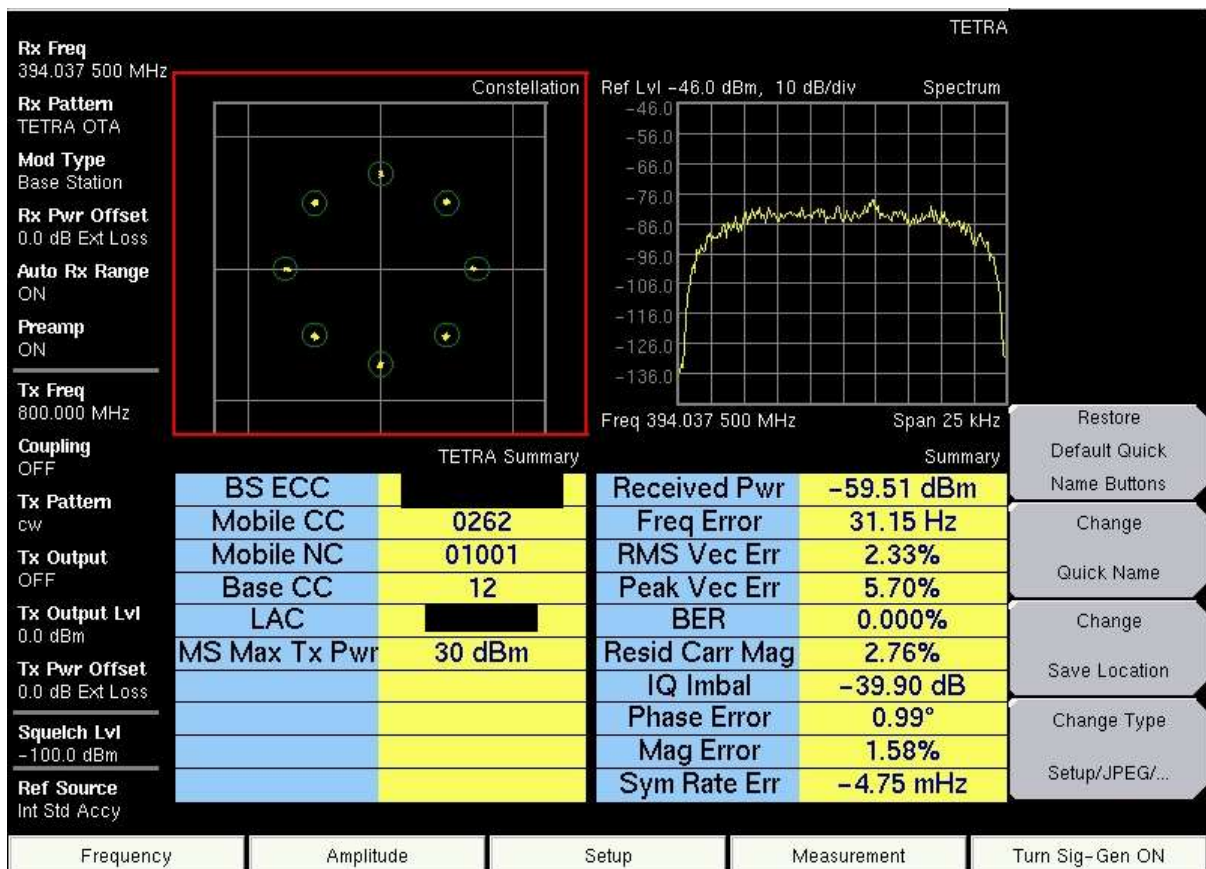 TETRA
Rx Freq
394.037 500 MHz
Rx Pattern
TETRA OTA
Mod Type
Base Station
Rx Pwr Offset
0.0 dB Ext Loss
Auto Rx Range
ON
Preamp
ON
Tx Freq
800.000 MHz
Coupling
OFF
Tx Pattern
CW
Tx Output
OFF
Tx Output Lvl
0.0 dBm
Tx Pwr Offset
0.0 dB Ext Loss
Squelch Lvl
-100.0 dBm
Ref Source
Int Std Accy
Constellation
Ref Lvl -46.0 dBm, 10 dB/div Spectrum
-46.0
-56.0
-66.0
-76.0
-86.0
-96.0
-106.0
-116.0
-126.0
-136.0
Freq 394.037 500 MHz Span 25 kHz
TETRA Summary
BS ECC
Mobile CC 0262
Mobile NC 01001
Base CC 12
LAC
MS Max Tx Pwr 30 dBm
Summary
Received Pwr -59.51 dBm
Freq Error 31.15 Hz
RMS Vec Err 2.33%
Peak Vec Err 5.70%
BER 0.000%
Resid Carr Mag 2.76%
IQ Imbal -39.90 dB
Phase Error 0.99°
Mag Error 1.58%
Sym Rate Err -4.75 mHz
Restore
Default Quick
Name Buttons
Change
Quick Name
Change
Save Location
Change Type
Setup/JPEG/...
Frequency Amplitude Setup Measurement Turn Sig-Gen ON